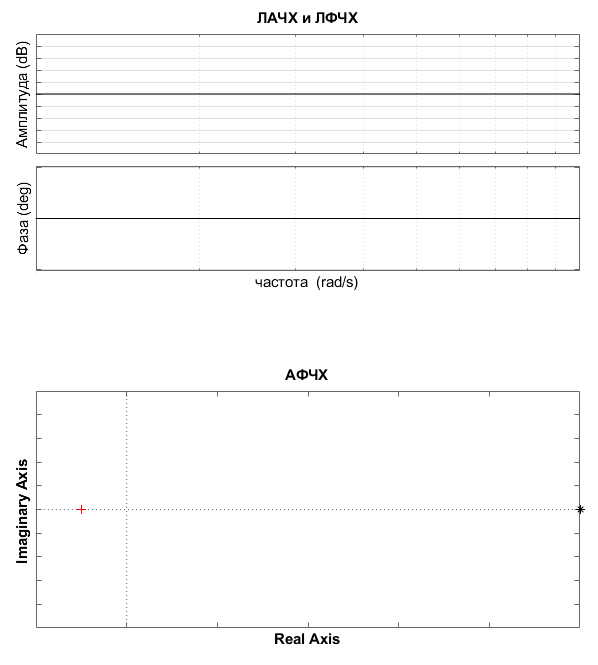 ЛАЧХ и ЛФЧХ
Амплитуда (dB)
Фаза (deg)
частота (rad/s)
АФЧХ
Imaginary Axis
Real Axis